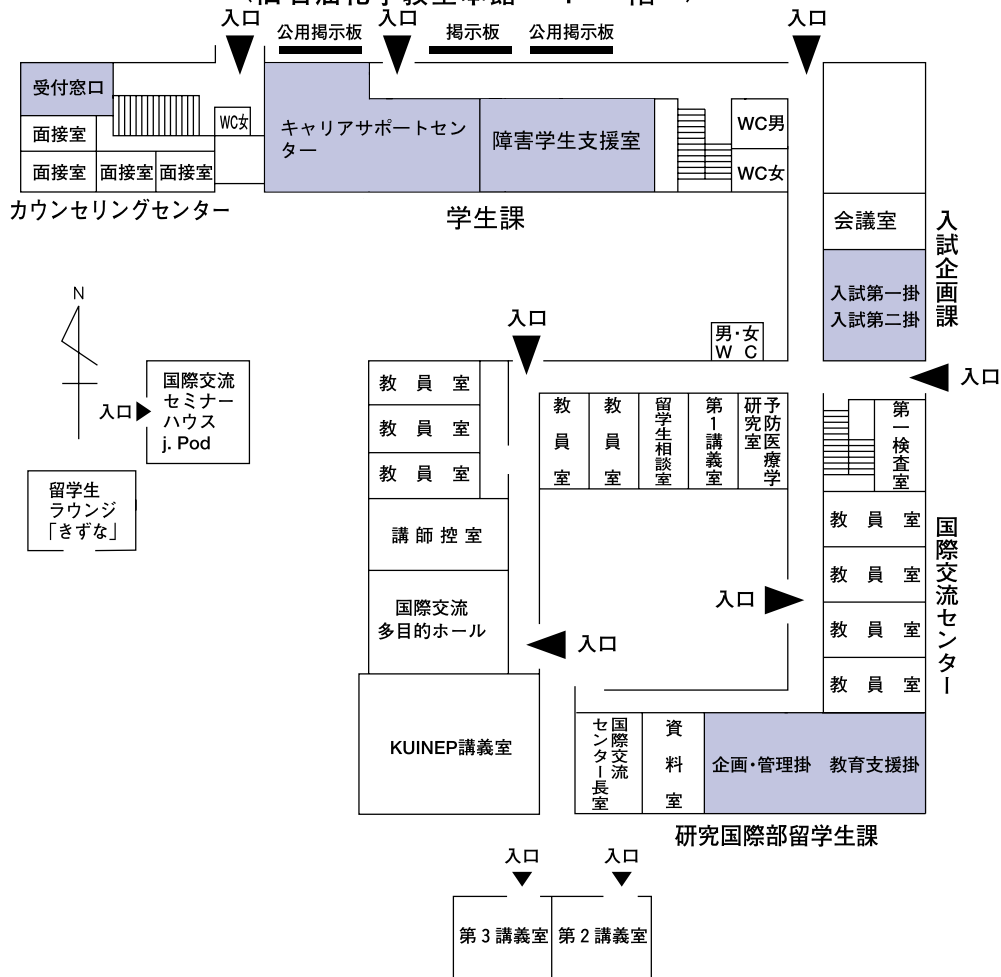 入口
入口
入口
公用掲示板
掲示板
公用掲示板
受付窓口
面接室
面接室
面接室
面接室
WC女
カウンセリングセンター
キャリアサポートセン
ター
障害学生支援室
WC男
WC女
学生課
会議室
入試企画課
入試第一掛
入試第二掛
N
入口
男・女
W C
入口
入口
国際交流
セミナー
ハウス
j. Pod
留学生
ラウンジ
「きずな」
教 員 室
教 員 室
教 員 室
講 師 控 室
国際交流
多目的ホール
入口
KUINEP講義室
教員室
教員室
留学生相談室
第1講義室
予防医療学
研究室
第一検査室
教 員 室
教 員 室
教 員 室
教 員 室
入口
国際交流センター
国際交流
センター長室
資料室
企画・管理掛 教育支援掛
研究国際部留学生課
入口
入口
第3講義室
第2講義室